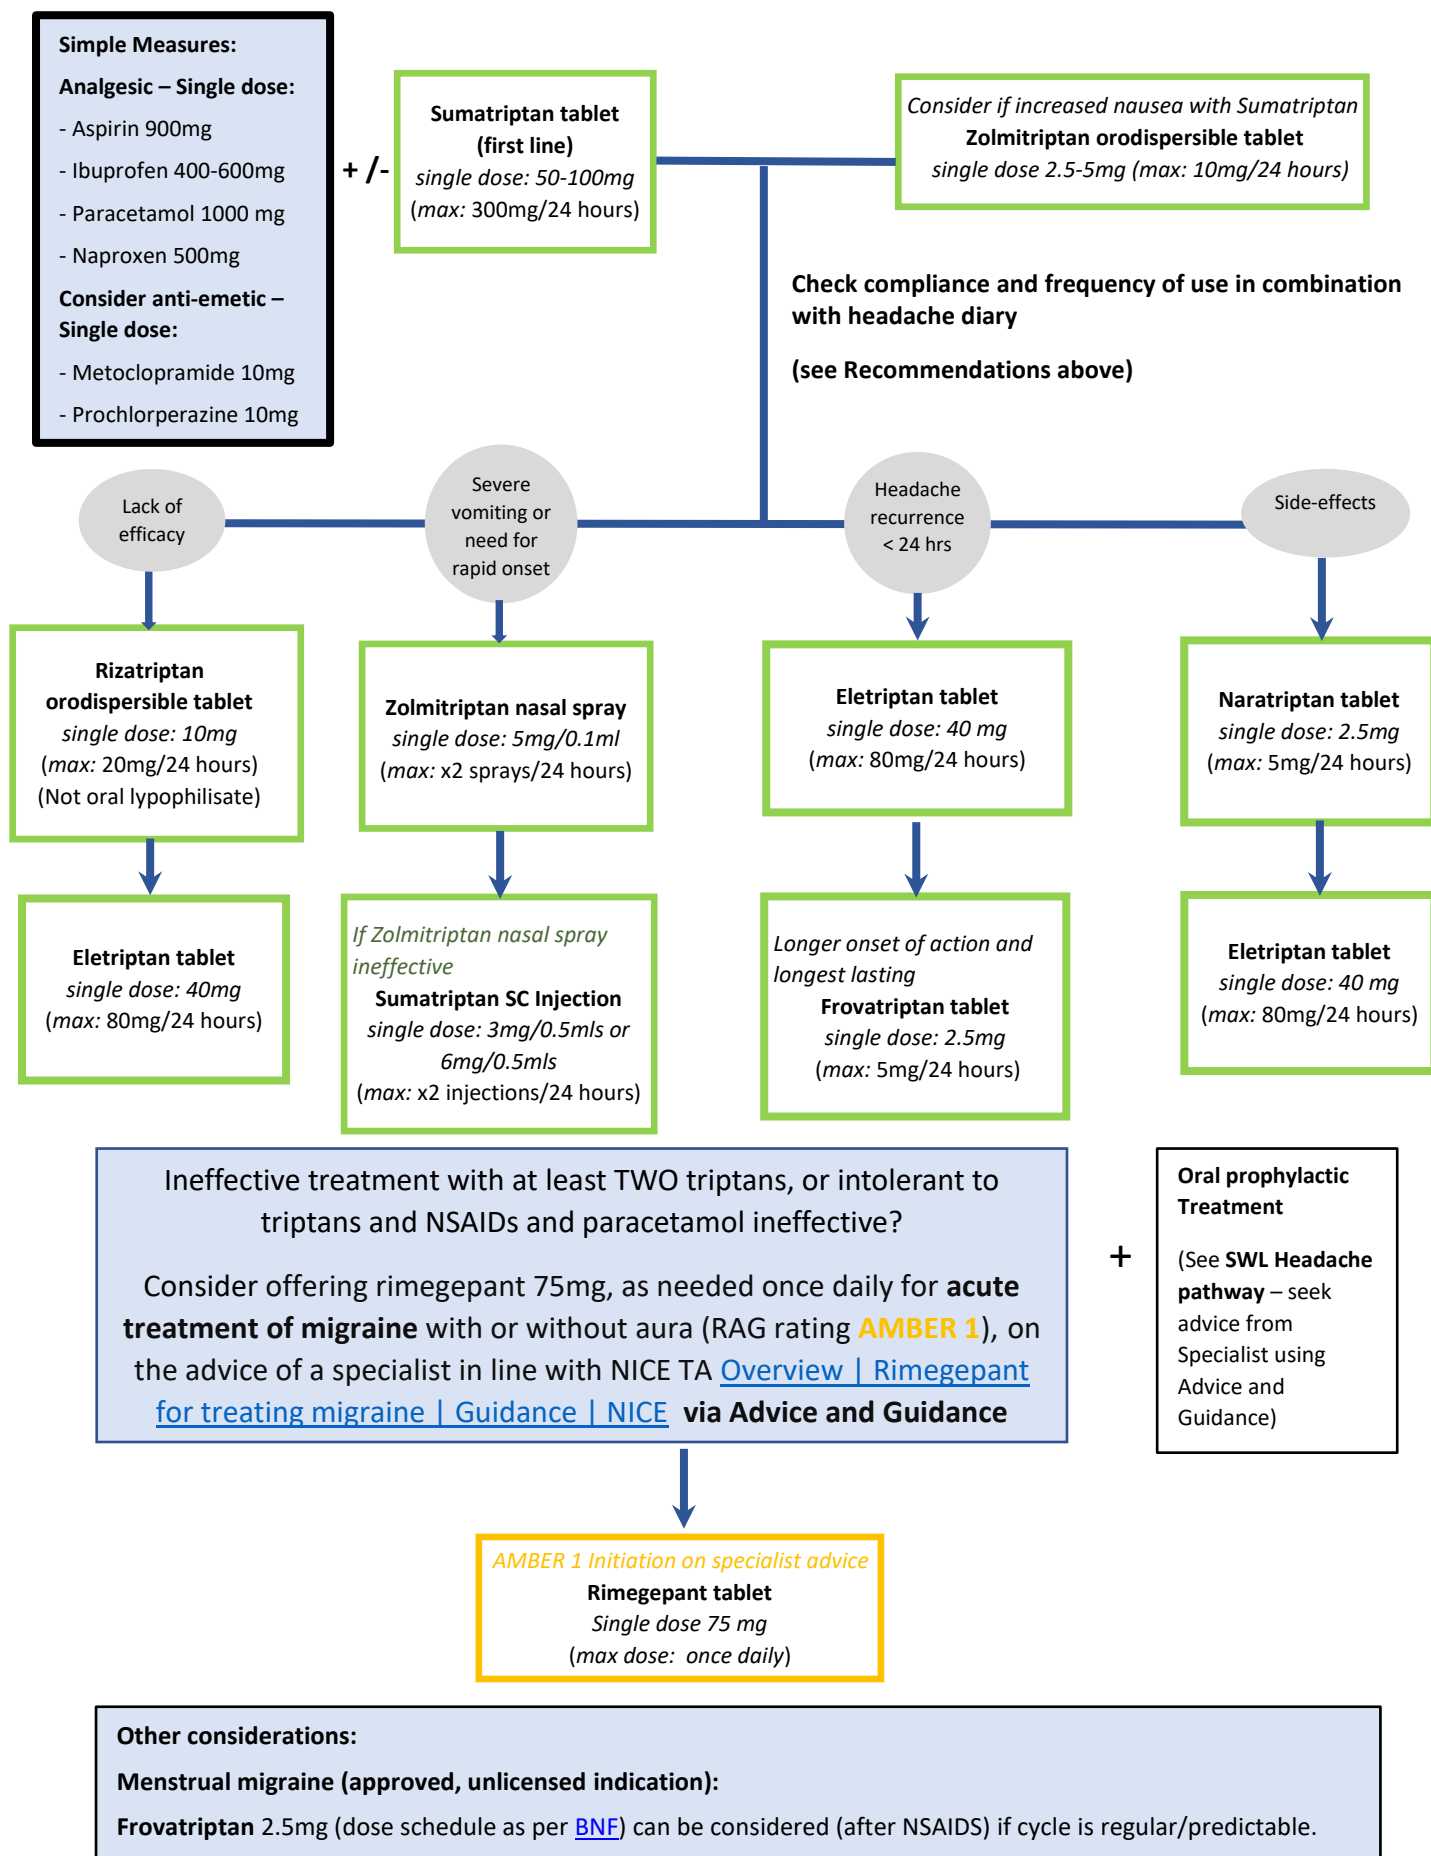 Simple Measures:
Analgesic – Single dose:
- Aspirin 900mg
- Ibuprofen 400-600mg
- Paracetamol 1000 mg
- Naproxen 500mg
Consider anti-emetic –
Single dose:
- Metoclopramide 10mg
- Prochlorperazine 10mg
+ /-
Sumatriptan tablet
(first line)
single dose: 50-100mg
(max: 300mg/24 hours)
Consider if increased nausea with Sumatriptan
Zolmitriptan orodispersible tablet
single dose 2.5-5mg (max: 10mg/24 hours)
Check compliance and frequency of use in combination
with headache diary
(see Recommendations above)
Lack of
efficacy
Severe
vomiting or
need for
rapid onset
Headache
recurrence
< 24 hrs
Side-effects
Rizatriptan
orodispersible tablet
single dose: 10mg
(max: 20mg/24 hours)
(Not oral lypophilisate)
Zolmitriptan nasal spray
single dose: 5mg/0.1ml
(max: x2 sprays/24 hours)
Eletriptan tablet
single dose: 40 mg
(max: 80mg/24 hours)
Naratriptan tablet
single dose: 2.5mg
(max: 5mg/24 hours)
Eletriptan tablet
single dose: 40mg
(max: 80mg/24 hours)
If Zolmitriptan nasal spray
ineffective
Sumatriptan SC Injection
single dose: 3mg/0.5mls or
6mg/0.5mls
(max: x2 injections/24 hours)
Longer onset of action and
longest lasting
Frovatriptan tablet
single dose: 2.5mg
(max: 5mg/24 hours)
Eletriptan tablet
single dose: 40 mg
(max: 80mg/24 hours)
Ineffective treatment with at least TWO triptans, or intolerant to
triptans and NSAIDs and paracetamol ineffective?
Consider offering rimegepant 75mg, as needed once daily for acute
treatment of migraine with or without aura (RAG rating AMBER 1), on
the advice of a specialist in line with NICE TA Overview | Rimegepant
for treating migraine | Guidance | NICE via Advice and Guidance
+
Oral prophylactic
Treatment
(See SWL Headache
pathway – seek
advice from
Specialist using
Advice and
Guidance)
AMBER 1 Initiation on specialist advice
Rimegepant tablet
Single dose 75 mg
(max dose: once daily)
Other considerations:
Menstrual migraine (approved, unlicensed indication):
Frovatriptan 2.5mg (dose schedule as per BNF) can be considered (after NSAIDS) if cycle is regular/predictable.